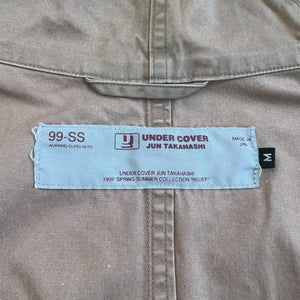 99-SS
WORKING CLASS HERO
U
UNDER COVER
JUN TAKAHASHI
MADE IN
JPN
M
UNDER COVER JUN TAKAHASHI
1999' SPRING SUMMER COLLECTION "RELIEF"